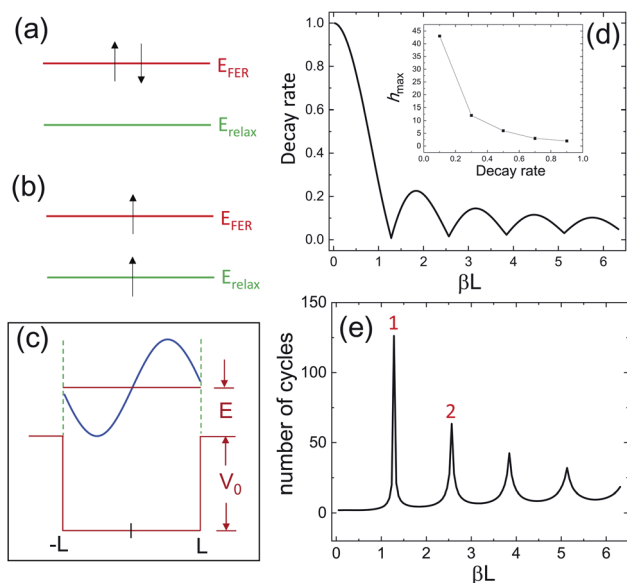 (a)
E_FER
E_relax
(b)
E_FER
E_relax
(c)
E
V_0
-L
L
(d)
Decay rate
1.0
0.8
0.6
0.4
0.2
0.0
0 1 2 3 4 5 6
βL
h_max
45
40
35
30
25
20
15
10
5
0
0.0 0.2 0.4 0.6 0.8 1.0
Decay rate
(e)
number of cycles
150
100
50
0
1
2
0 1 2 3 4 5 6
βL